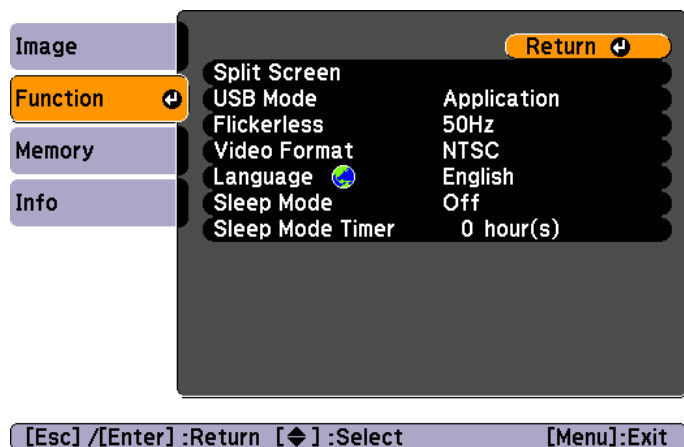 Image
Function
Memory
Info
Return
Split Screen
USB Mode Application
Flickerless 50Hz
Video Format NTSC
Language English
Sleep Mode Off
Sleep Mode Timer 0 hour(s)
[Esc] /[Enter] :Return [◆] :Select [Menu]:Exit